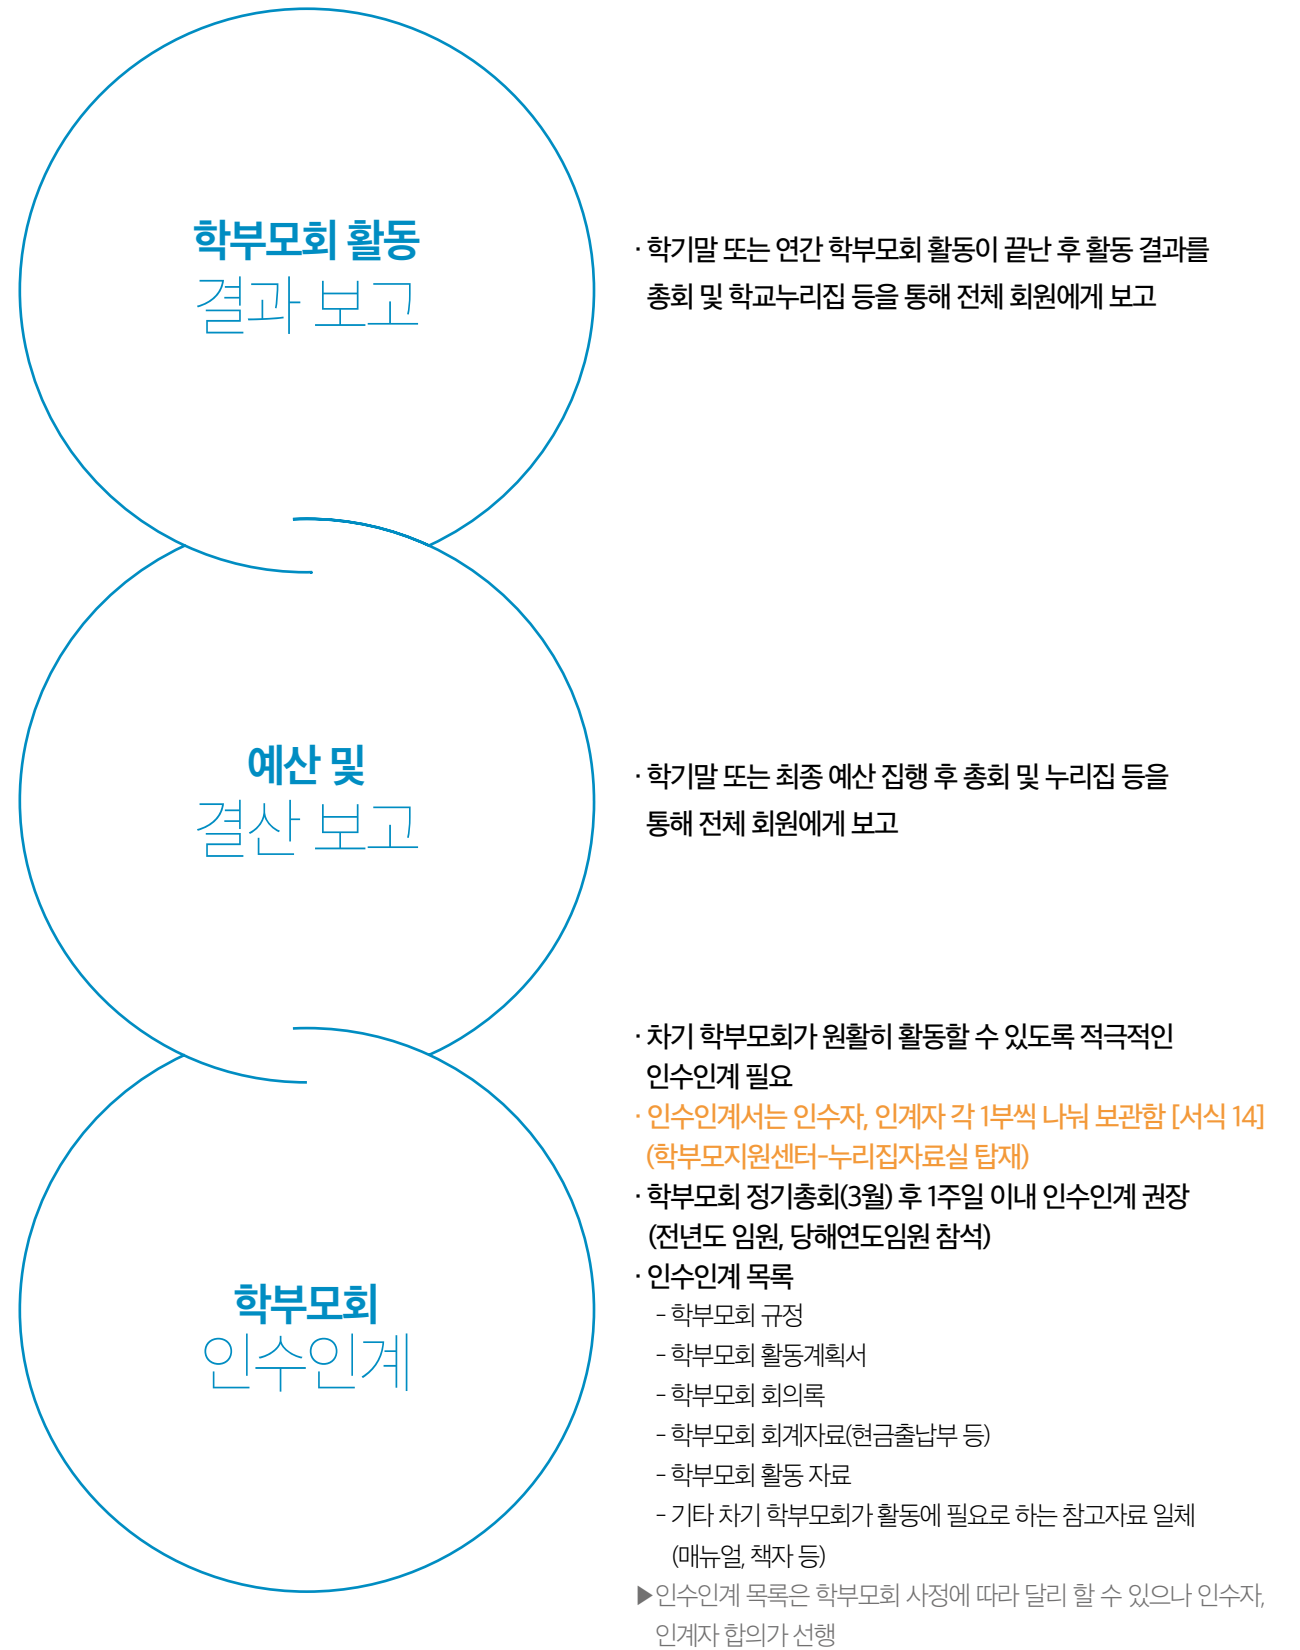 학부모회 활동
결과 보고
· 학기말 또는 연간 학부모회 활동이 끝난 후 활동 결과를
총회 및 학교누리집 등을 통해 전체 회원에게 보고
예산 및
결산 보고
· 학기말 또는 최종 예산 집행 후 총회 및 누리집 등을
통해 전체 회원에게 보고
학부모회
인수인계
· 차기 학부모회가 원활히 활동할 수 있도록 적극적인
인수인계 필요
· 인수인계서는 인수자, 인계자 각 1부씩 나눠 보관함 [서식 14]
(학부모지원센터-누리집자료실 탑재)
· 학부모회 정기총회(3월) 후 1주일 이내 인수인계 권장
(전년도 임원, 당해연도임원 참석)
· 인수인계 목록
- 학부모회 규정
- 학부모회 활동계획서
- 학부모회 회의록
- 학부모회 회계자료(현금출납부 등)
- 학부모회 활동 자료
- 기타 차기 학부모회가 활동에 필요로 하는 참고자료 일체
(매뉴얼, 책자 등)
▶인수인계 목록은 학부모회 사정에 따라 달리 할 수 있으나 인수자,
인계자 합의가 선행